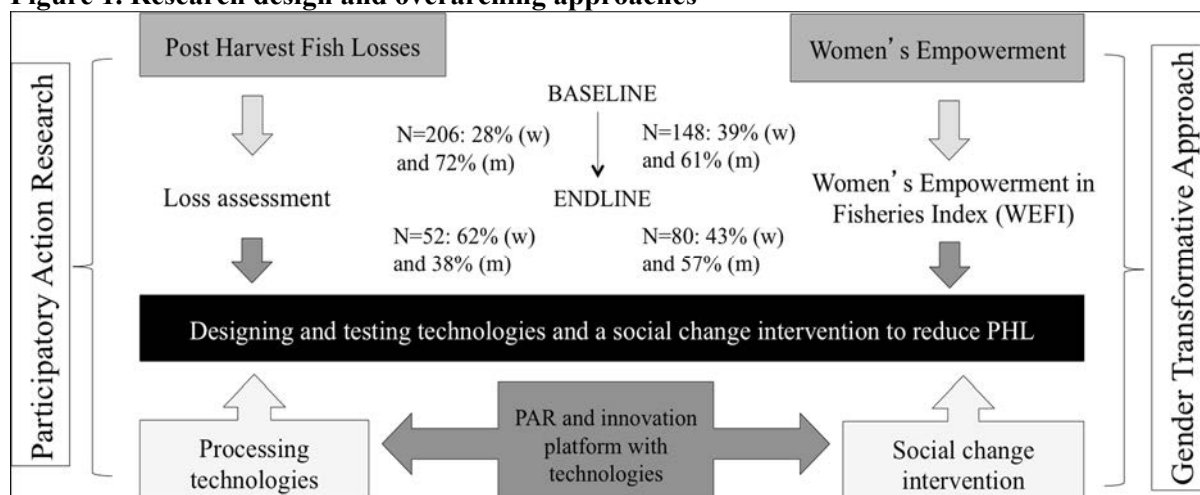 Figure 1. Research design and overarching approaches
Participatory Action Research
Post Harvest Fish Losses
Loss assessment
BASELINE
N=206: 28% (w)
and 72% (m)
N=148: 39% (w)
and 61% (m)
ENDLINE
N=52: 62% (w)
and 38% (m)
N=80: 43% (w)
and 57% (m)
Women's Empowerment
Women's Empowerment in
Fisheries Index (WEFI)
Gender Transformative Approach
Designing and testing technologies and a social change intervention to reduce PHL
Processing
technologies
PAR and innovation
platform with
technologies
Social change
intervention